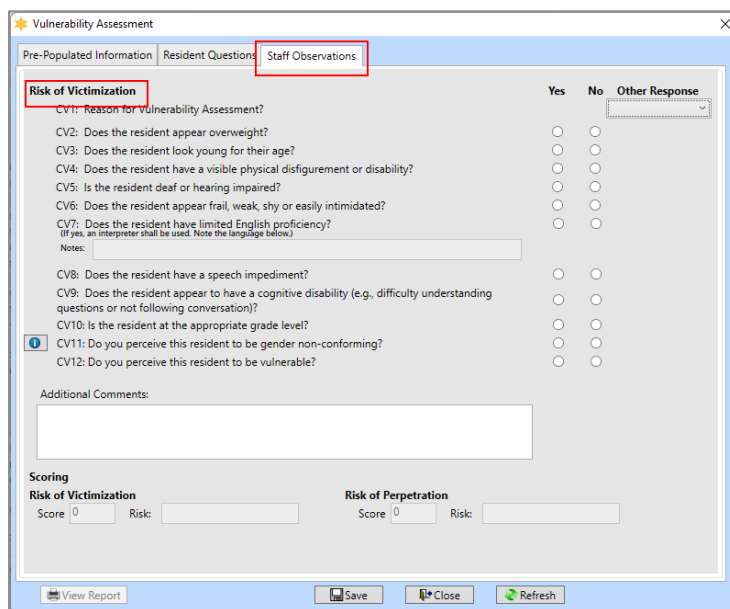 Vulnerability Assessment
Pre-Populated Information Resident Questions Staff Observations
Risk of Victimization Yes No Other Response
CV1: Reason for Vulnerability Assessment?
CV2: Does the resident appear overweight?
CV3: Does the resident look young for their age?
CV4: Does the resident have a visible physical disfigurement or disability?
CV5: Is the resident deaf or hearing impaired?
CV6: Does the resident appear frail, weak, shy or easily intimidated?
CV7: Does the resident have limited English proficiency?
(If yes, an interpreter shall be used. Note the language below.)
Notes:
CV8: Does the resident have a speech impediment?
CV9: Does the resident appear to have a cognitive disability (e.g., difficulty understanding
questions or not following conversation)?
CV10: Is the resident at the appropriate grade level?
CV11: Do you perceive this resident to be gender non-conforming?
CV12: Do you perceive this resident to be vulnerable?
Additional Comments:
Scoring
Risk of Victimization Risk of Perpetration
Score 0 Risk: Score 0 Risk:
View Report Save Close Refresh